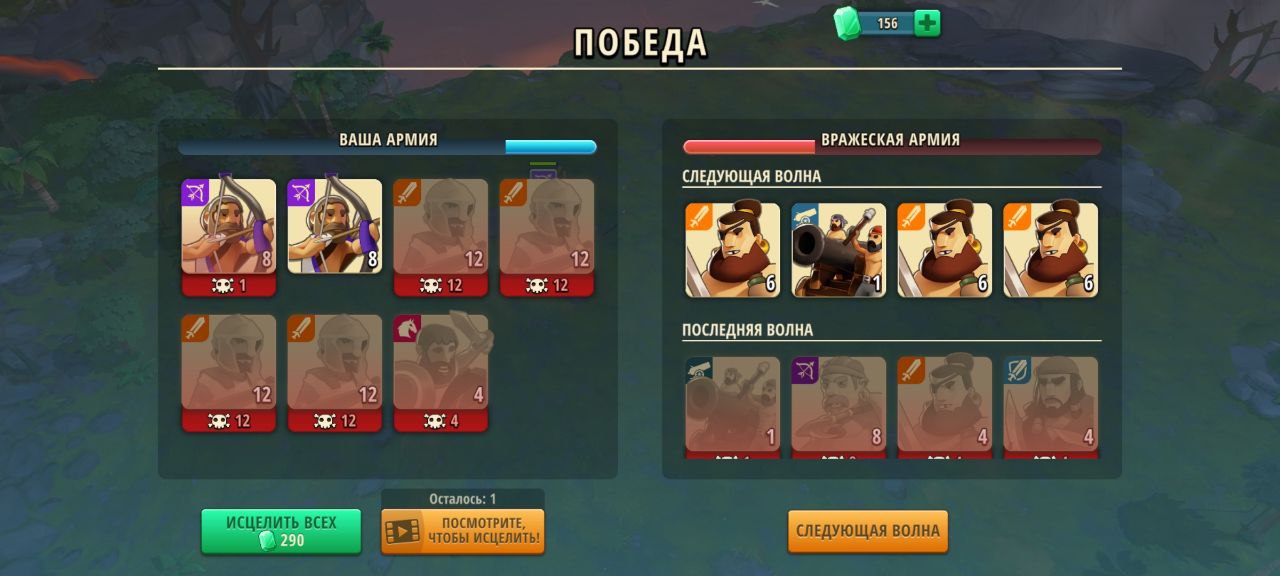 156
ПОБЕДА
ВАША АРМИЯ
ВРАЖЕСКАЯ АРМИЯ
8
1
8
12
12
12
12
12
12
12
12
4
4
СЛЕДУЮЩАЯ ВОЛНА
6
1
6
6
ПОСЛЕДНЯЯ ВОЛНА
1
8
4
4
ИСЦЕЛИТЬ ВСЕХ
290
Осталось: 1
ПОСМОТРИТЕ,
ЧТОБЫ ИСЦЕЛИТЬ!
СЛЕДУЮЩАЯ ВОЛНА